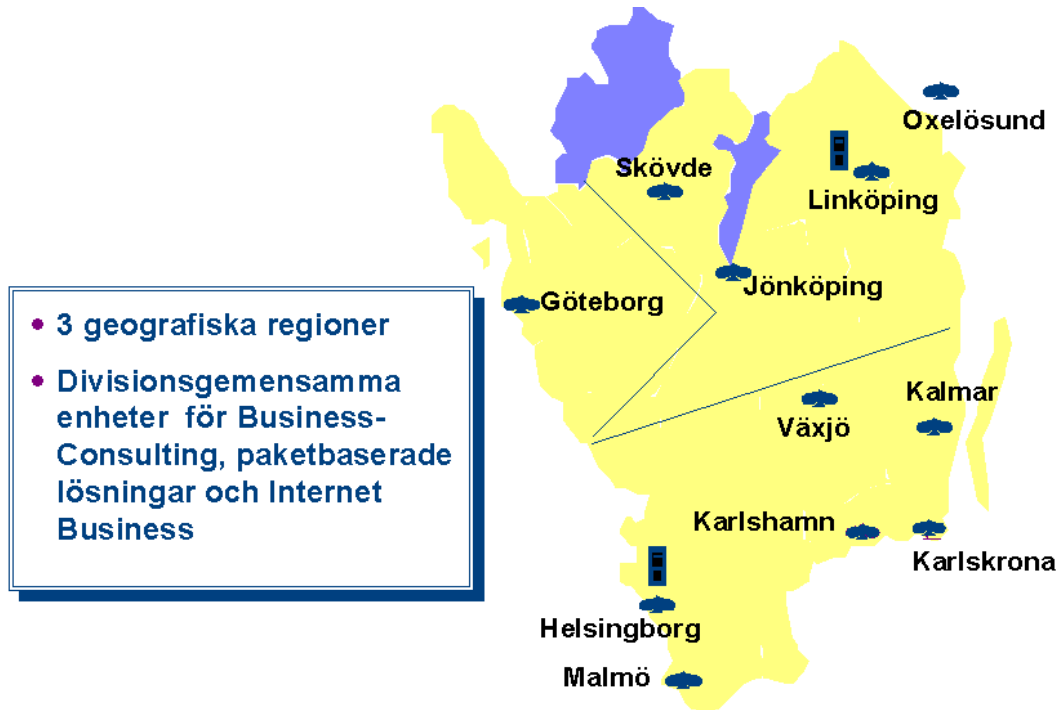 Oxelösund
Skövde
Linköping
Jönköping
Göteborg
• 3 geografiska regioner
• Divisionsgemensamma
enheter för Business-
Consulting, paketbaserade
lösningar och Internet
Business
Kalmar
Växjö
Karlshamn
Karlskrona
Helsingborg
Malmö